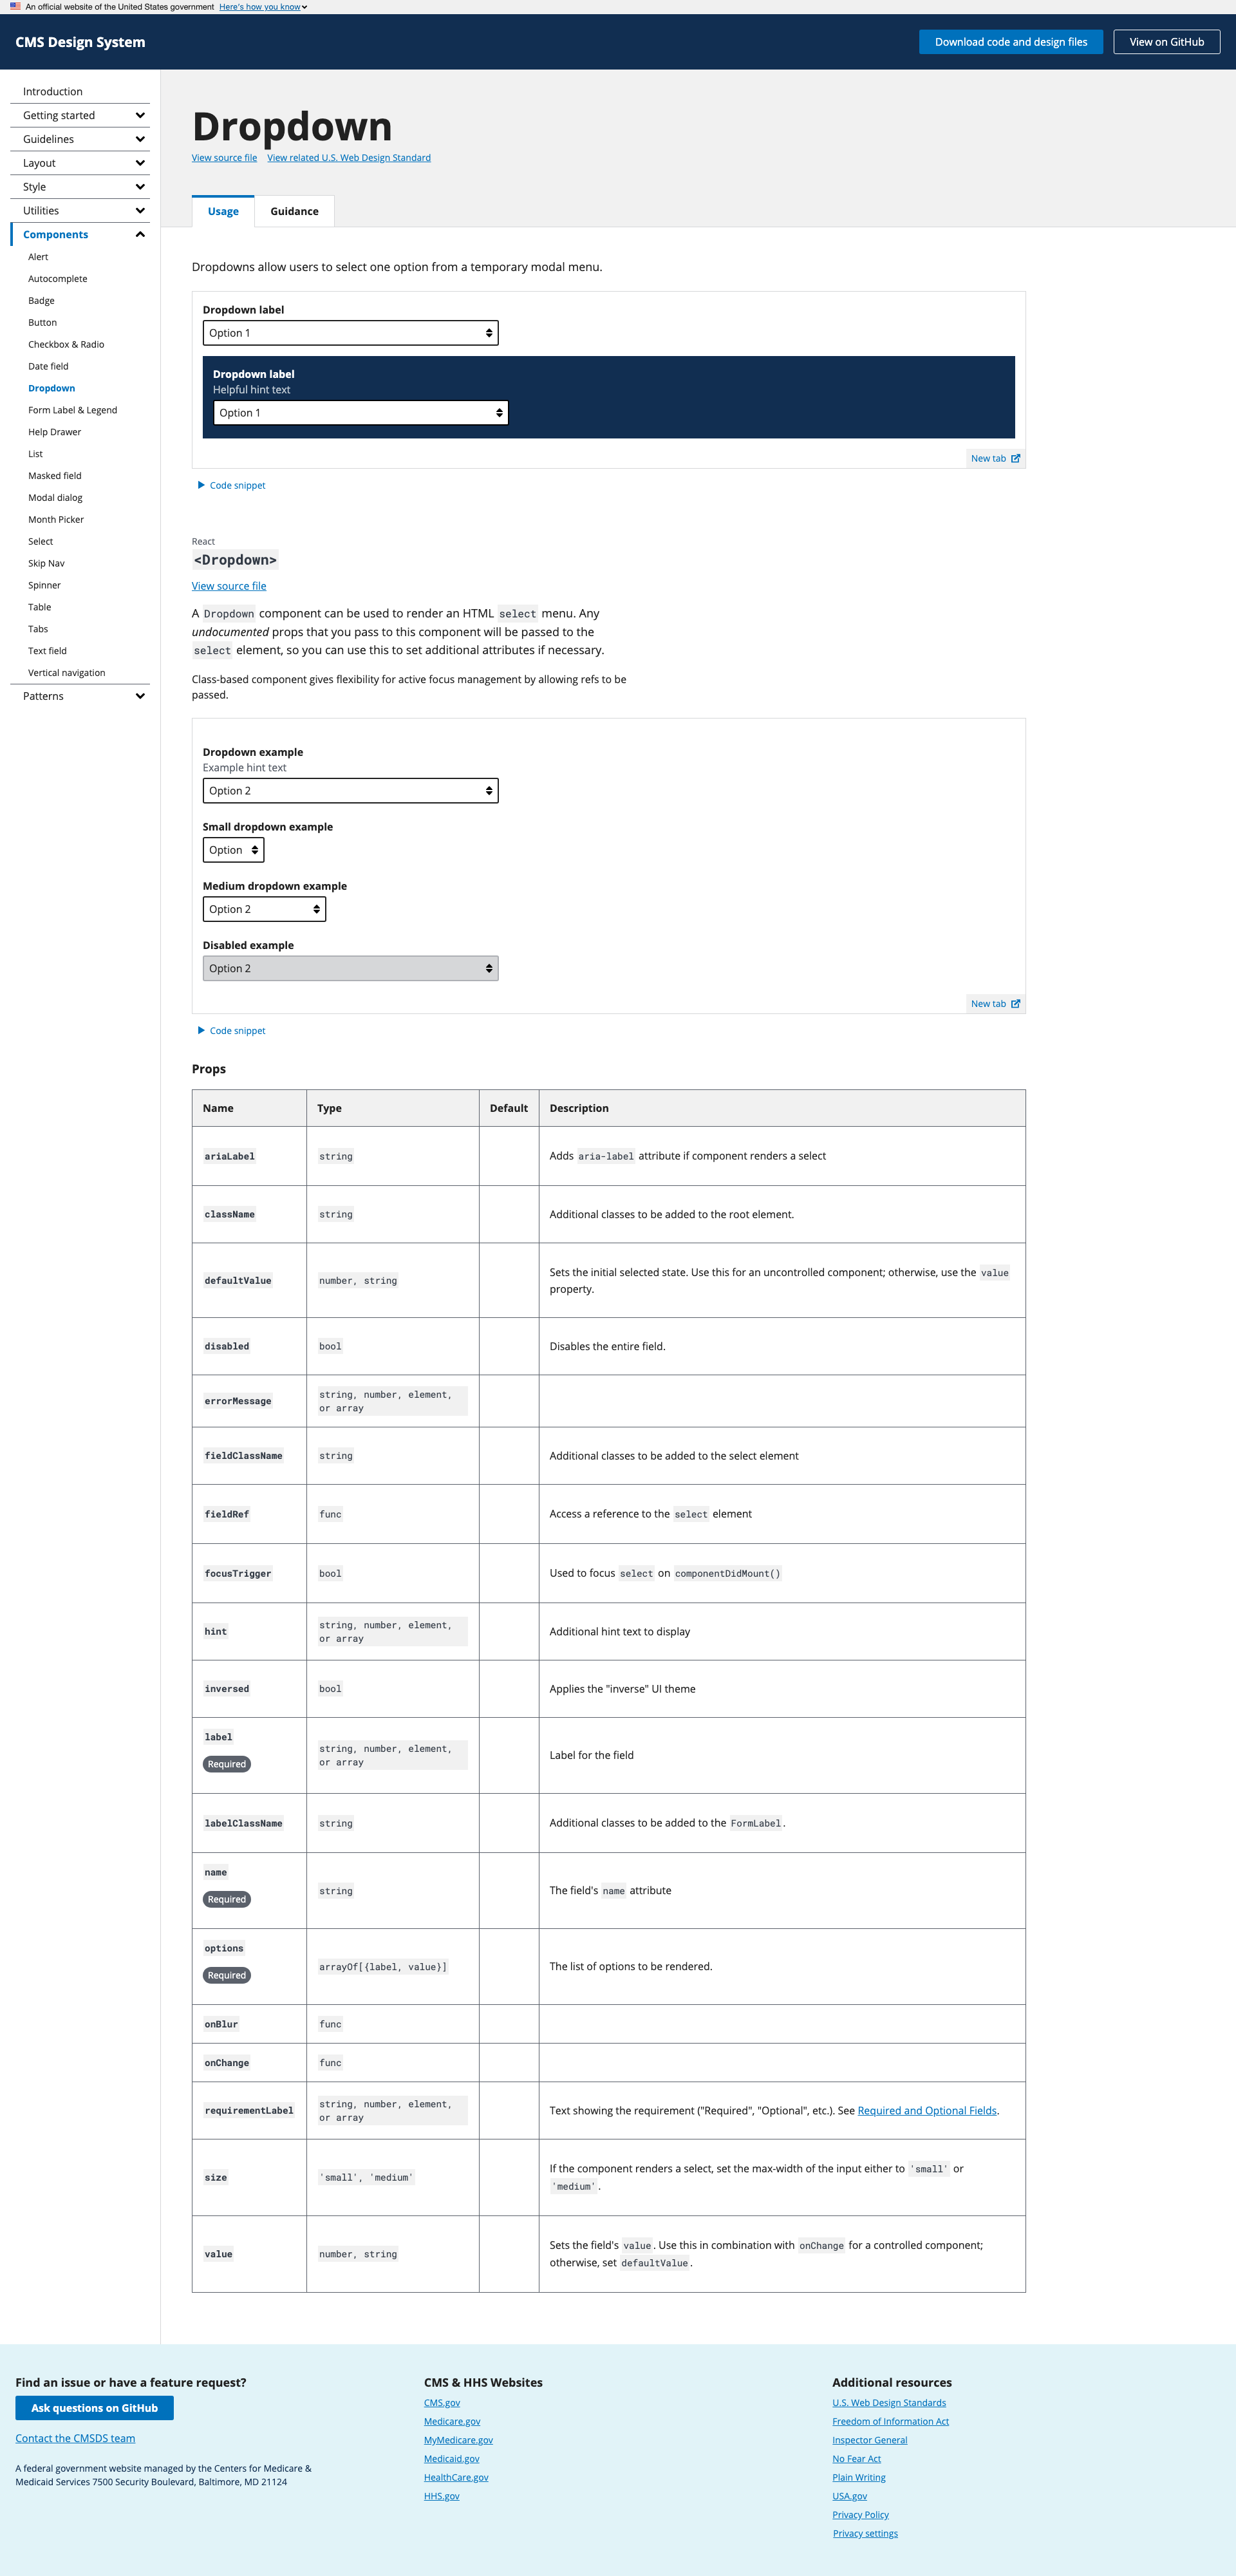 An official website of the United States government Here's how you know
CMS Design System
Download code and design files
View on GitHub
Introduction
Getting started
Guidelines
Layout
Style
Utilities
Components
Alert
Autocomplete
Badge
Button
Checkbox & Radio
Date field
Dropdown
Form Label & Legend
Help Drawer
List
Masked field
Modal dialog
Month Picker
Select
Skip Nav
Spinner
Table
Tabs
Text field
Vertical navigation
Patterns
Dropdown
View source file View related U.S. Web Design Standard
Usage Guidance
Dropdowns allow users to select one option from a temporary modal menu.
Dropdown label
Option 1
Dropdown label
Helpful hint text
Option 1
New tab
Code snippet
React
<Dropdown>
View source file
A Dropdown component can be used to render an HTML select menu. Any
undocumented props that you pass to this component will be passed to the
select element, so you can use this to set additional attributes if necessary.
Class-based component gives flexibility for active focus management by allowing refs to be
passed.
Dropdown example
Example hint text
Option 2
Small dropdown example
Option
Medium dropdown example
Option 2
Disabled example
Option 2
New tab
Code snippet
Props
Name Type Default Description
ariaLabel string Adds aria-label attribute if component renders a select
className string Additional classes to be added to the root element.
defaultValue number, string Sets the initial selected state. Use this for an uncontrolled component; otherwise, use the value
property.
disabled bool Disables the entire field.
errorMessage string, number, element,
or array
fieldClassName string Additional classes to be added to the select element
fieldRef func Access a reference to the select element
focusTrigger bool Used to focus select on componentDidMount()
hint string, number, element, Additional hint text to display
or array
inversed bool Applies the "inverse" UI theme
label
Required string, number, element, Label for the field
or array
labelClassName string Additional classes to be added to the FormLabel.
name
Required string The field's name attribute
options
Required arrayOf[{label, value}] The list of options to be rendered.
onBlur func
onChange func
requirementLabel string, number, element, Text showing the requirement ("Required", "Optional", etc.). See Required and Optional Fields.
or array
size 'small', 'medium' If the component renders a select, set the max-width of the input either to 'small' or
'medium'.
value number, string Sets the field's value. Use this in combination with onChange for a controlled component;
otherwise, set defaultValue.
Find an issue or have a feature request?
Ask questions on GitHub
Contact the CMSDS team
A federal government website managed by the Centers for Medicare &
Medicaid Services 7500 Security Boulevard, Baltimore, MD 21124
CMS & HHS Websites
CMS.gov
Medicare.gov
MyMedicare.gov
Medicaid.gov
HealthCare.gov
HHS.gov
Additional resources
U.S. Web Design Standards
Freedom of Information Act
Inspector General
No Fear Act
Plain Writing
USA.gov
Privacy Policy
Privacy settings